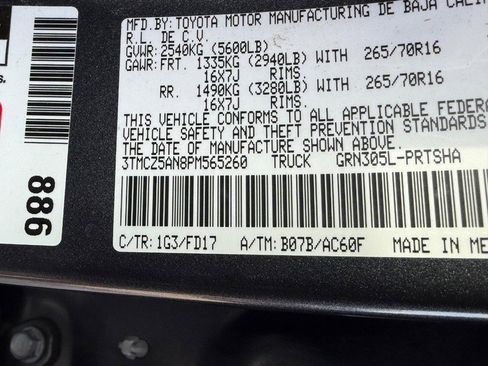 MFD.BY: TOYOTA MOTOR MANUFACTURING DE BAJA
R.L. DE C.V.
GVWR: 2540KG (5600LB)
GAWR: FRT. 1335KG (2940LB) WITH 265/70R16
16X7J RIMS.
RR. 1490KG (3280LB) WITH 265/70R16
16X7J RIMS.
THIS VEHICLE CONFORMS TO ALL APPLICABLE
VEHICLE SAFETY AND THEFT PREVENTION STANDARDS
THE DATE OF MANUFACTURE SHOWN ABOVE.
3TMCZ5AN8PM565260 TRUCK GRN305L-PRTSHA
C/TR: 1G3/FD17 A/TM: B07B/AC60F MADE IN
886